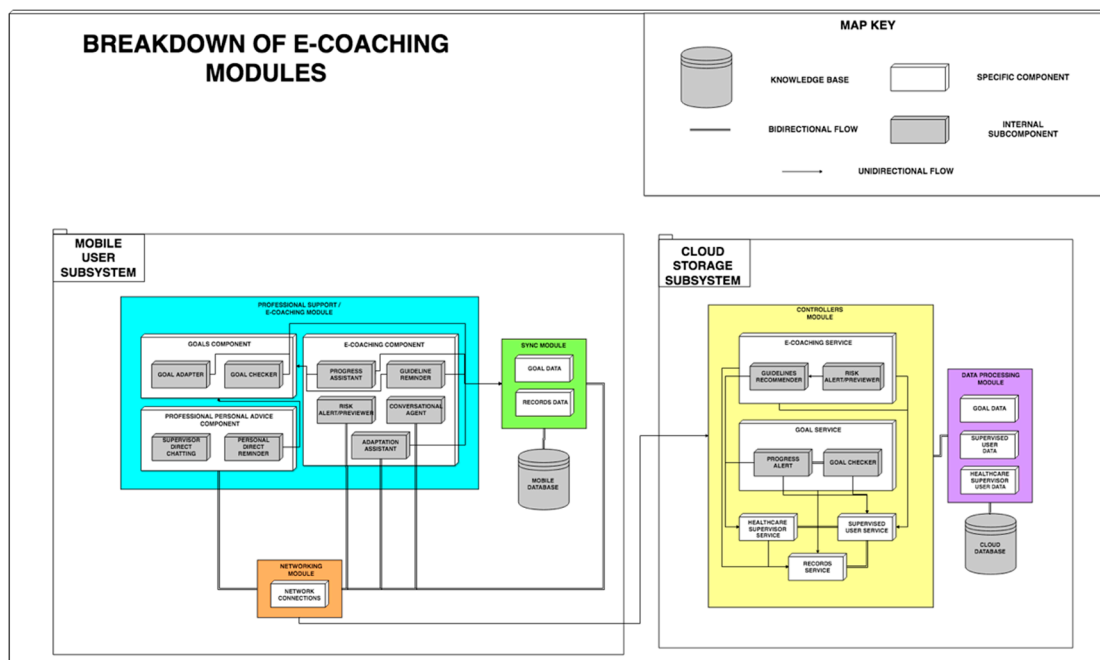 BREAKDOWN OF E-COACHING
MODULES
MAP KEY
KNOWLEDGE BASE
SPECIFIC COMPONENT
BIDIRECTIONAL FLOW
INTERNAL
SUBCOMPONENT
UNIDIRECTIONAL FLOW
MOBILE
USER
SUBSYSTEM
PROFESSIONAL SUPPORT /
E-COACHING MODULE
GOALS COMPONENT
GOAL ADAPTER
GOAL CHECKER
PROFESSIONAL PERSONAL ADVICE
COMPONENT
SUPERVISOR
DIRECT
CHATTING
PERSONAL
DIRECT
REMINDER
E-COACHING COMPONENT
PROGRESS
ASSISTANT
GUIDELINE
REMINDER
RISK
ALERT/PREVIEWER
CONVERSATIONAL
AGENT
ADAPTATION
ASSISTANT
SYNC MODULE
GOAL DATA
RECORDS DATA
MOBILE
DATABASE
NETWORKING
MODULE
NETWORK
CONNECTIONS
CLOUD
STORAGE
SUBSYSTEM
CONTROLLERS
MODULE
E-COACHING SERVICE
GUIDELINES
RECOMMENDER
RISK
ALERT/PREVIEWER
GOAL SERVICE
PROGRESS
ALERT
GOAL CHECKER
HEALTHCARE
SUPERVISOR
SERVICE
SUPERVISED
USER SERVICE
RECORDS
SERVICE
DATA PROCESSING
MODULE
GOAL DATA
SUPERVISED
USER
DATA
HEALTHCARE
SUPERVISOR
USER DATA
CLOUD
DATABASE